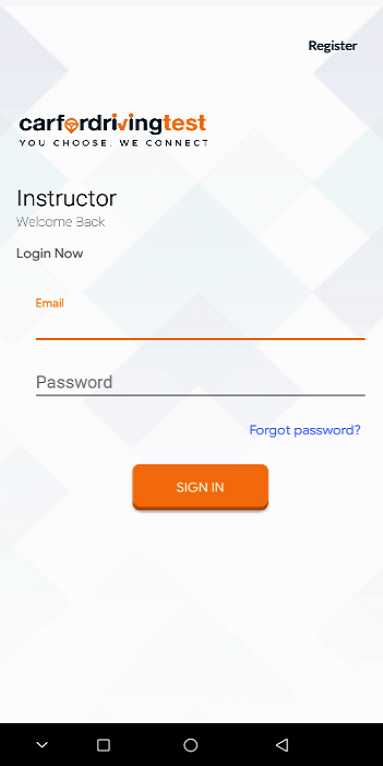 Register
carfordrivingtest
YOU CHOOSE, WE CONNECT
Instructor
Welcome Back
Login Now
Email
Password
Forgot password?
SIGN IN